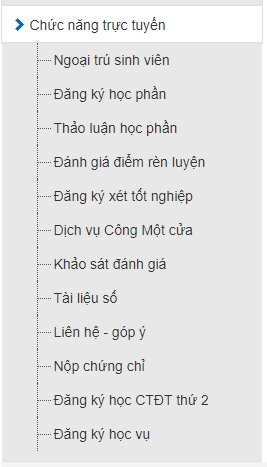 Chức năng trực tuyến
Ngoại trú sinh viên
Đăng ký học phần
Thảo luận học phần
Đánh giá điểm rèn luyện
Đăng ký xét tốt nghiệp
Dịch vụ Công Một cửa
Khảo sát đánh giá
Tài liệu số
Liên hệ - góp ý
Nộp chứng chỉ
Đăng ký học CTĐT thứ 2
Đăng ký học vụ